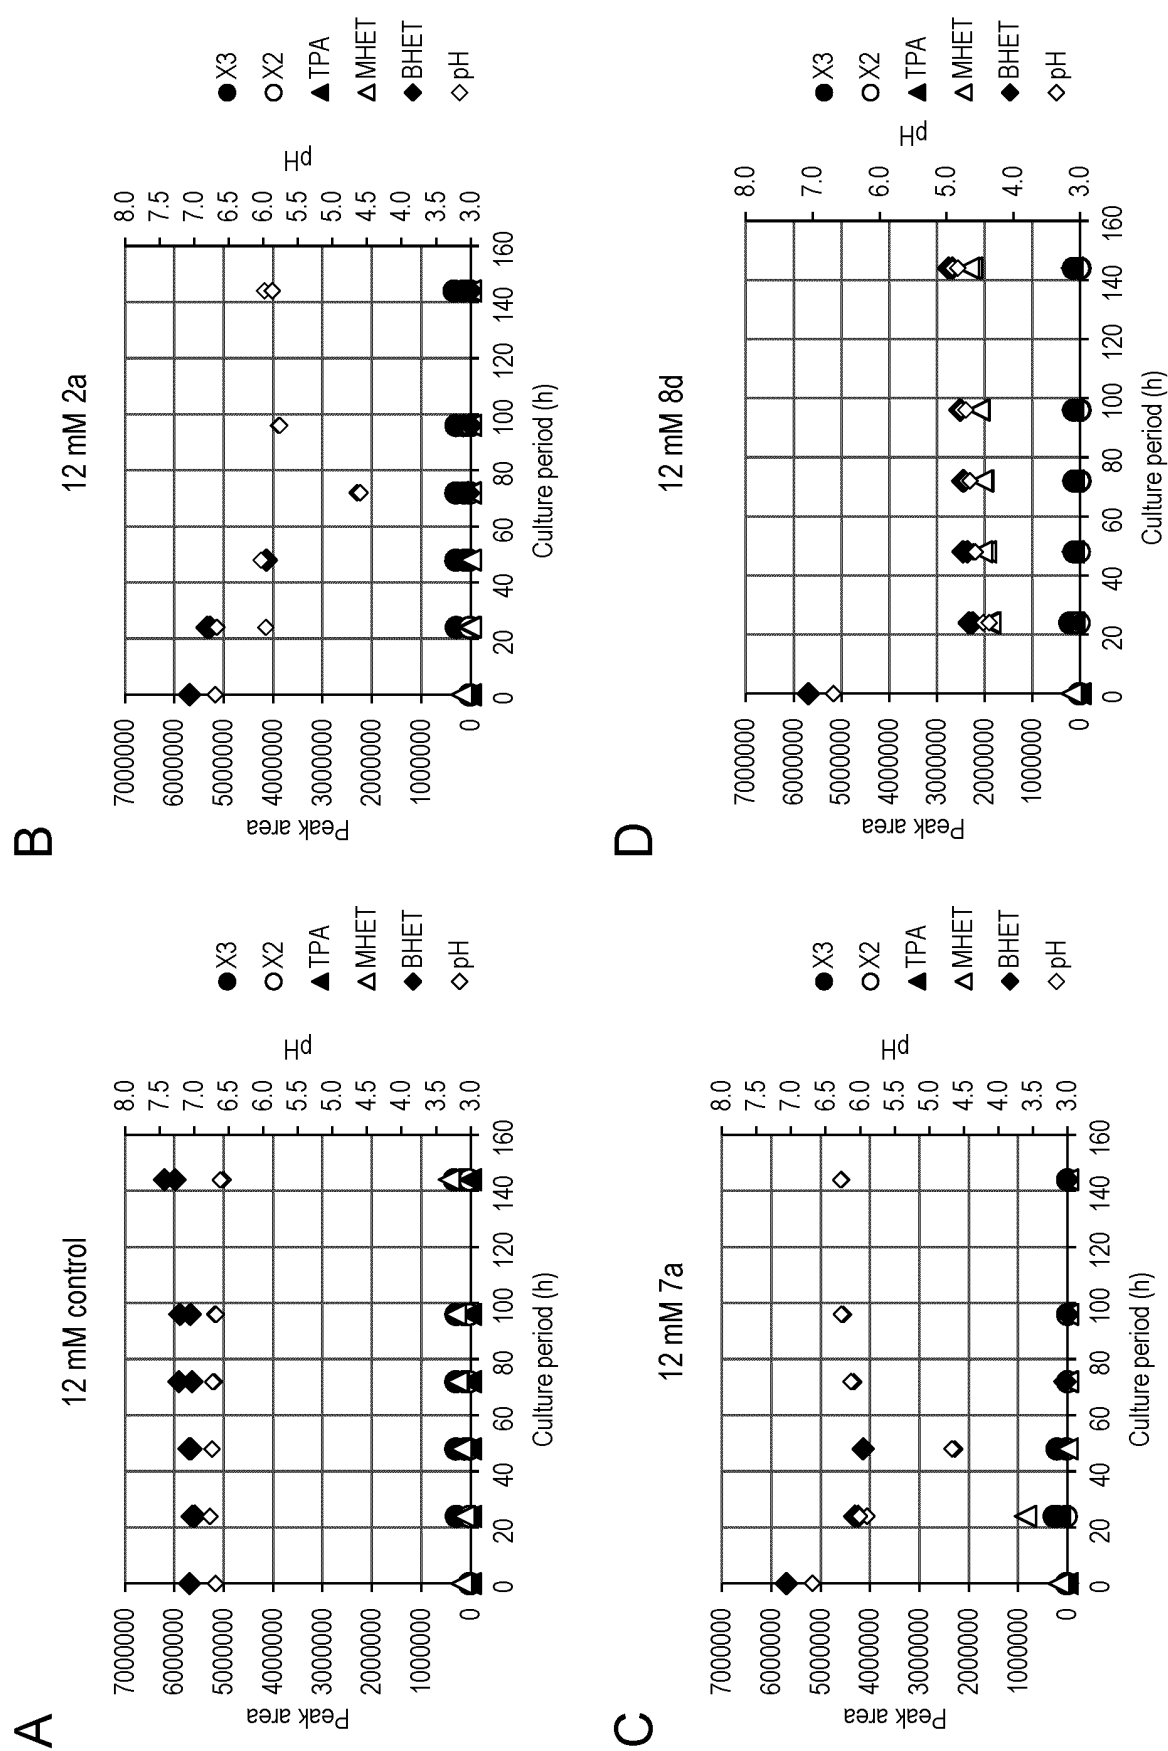 A
12 mM control
Peak area
7000000
6000000
5000000
4000000
3000000
2000000
1000000
0
pH
8.0
7.5
7.0
6.5
6.0
5.5
5.0
4.5
4.0
3.5
3.0
0 20 40 60 80 100 120 140 160
Culture period (h)
X3
X2
TPA
MHET
BHET
pH
B
12 mM 2a
Peak area
7000000
6000000
5000000
4000000
3000000
2000000
1000000
0
pH
8.0
7.5
7.0
6.5
6.0
5.5
5.0
4.5
4.0
3.5
3.0
0 20 40 60 80 100 120 140 160
Culture period (h)
X3
X2
TPA
MHET
BHET
pH
C
12 mM 7a
Peak area
7000000
6000000
5000000
4000000
3000000
2000000
1000000
0
pH
8.0
7.5
7.0
6.5
6.0
5.5
5.0
4.5
4.0
3.5
3.0
0 20 40 60 80 100 120 140 160
Culture period (h)
X3
X2
TPA
MHET
BHET
pH
D
12 mM 8d
Peak area
7000000
6000000
5000000
4000000
3000000
2000000
1000000
0
pH
8.0
7.0
6.0
5.0
4.0
3.0
0 20 40 60 80 100 120 140 160
Culture period (h)
X3
X2
TPA
MHET
BHET
pH